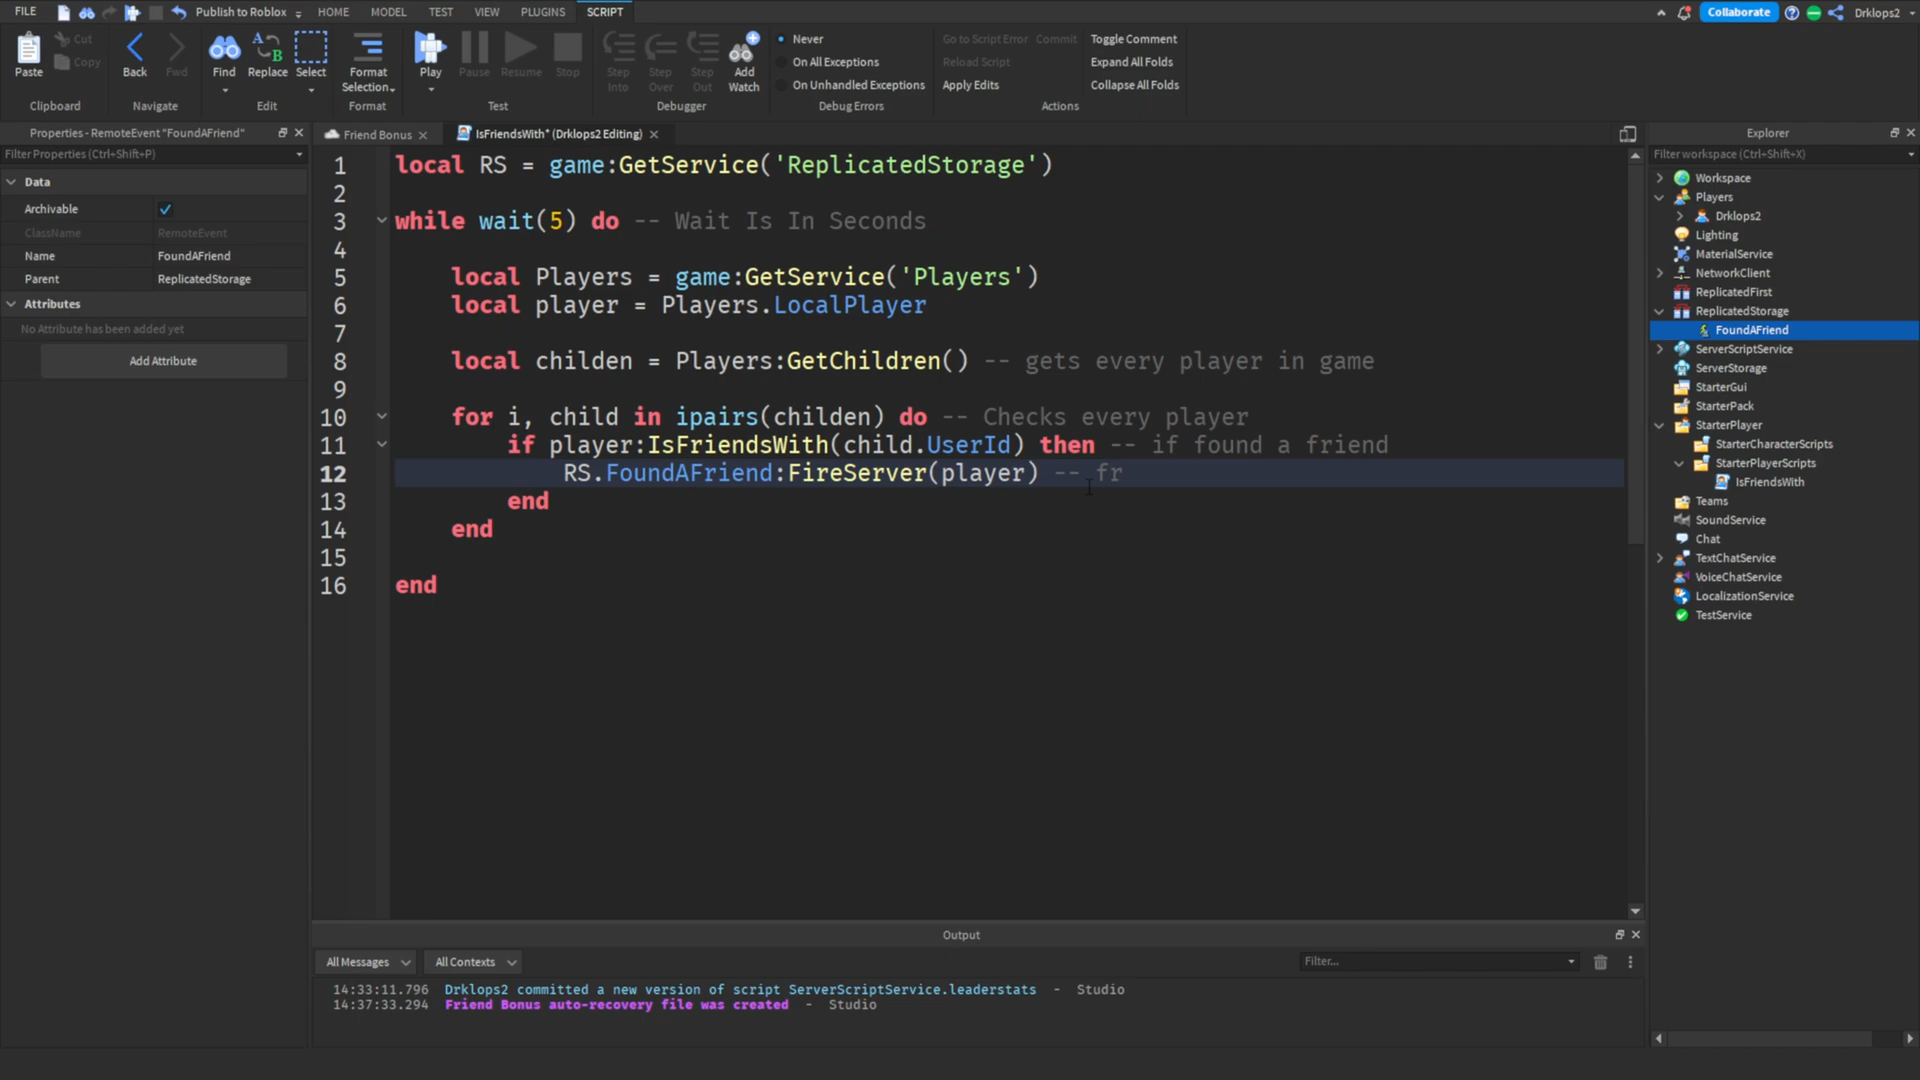 FILE Publish to Roblox HOME MODEL TEST VIEW PLUGINS SCRIPT Collaborate Drklops2
Paste Cut Copy
Clipboard
Back Fwd
Navigate
Find Replace Select
Edit
Format Selection
Format
Play Pause Resume Stop
Test
Step Into Step Over Step Out Add Watch
Debugger
Never
On All Exceptions
On Unhandled Exceptions
Debug Errors
Go to Script Error Commit Toggle Comment
Reload Script Expand All Folds
Apply Edits Collapse All Folds
Actions
Properties - RemoteEvent "FoundAFriend"
Filter Properties (Ctrl+Shift+P)
Data
Archivable
ClassName RemoteEvent
Name FoundAFriend
Parent ReplicatedStorage
Attributes
No Attribute has been added yet
Add Attribute
Friend Bonus IsFriendsWith* (Drklops2 Editing)
1 local RS = game:GetService('ReplicatedStorage')
2
3 while wait(5) do -- Wait Is In Seconds
4
5 local Players = game:GetService('Players')
6 local player = Players.LocalPlayer
7
8 local childen = Players:GetChildren() -- gets every player in game
9
10 for i, child in ipairs(childen) do -- Checks every player
11 if player:IsFriendsWith(child.UserId) then -- if found a friend
12 RS.FoundAFriend:FireServer(player) -- fr
13 end
14 end
15
16 end
Output
All Messages All Contexts Filter...
14:33:11.796 Drklops2 committed a new version of script ServerScriptService.leaderstats - Studio
14:37:33.294 Friend Bonus auto-recovery file was created - Studio
Explorer
Filter workspace (Ctrl+Shift+X)
Workspace
Players
Drklops2
Lighting
MaterialService
NetworkClient
ReplicatedFirst
ReplicatedStorage
FoundAFriend
ServerScriptService
ServerStorage
StarterGui
StarterPack
StarterPlayer
StarterCharacterScripts
StarterPlayerScripts
IsFriendsWith
Teams
SoundService
Chat
TextChatService
VoiceChatService
LocalizationService
TestService